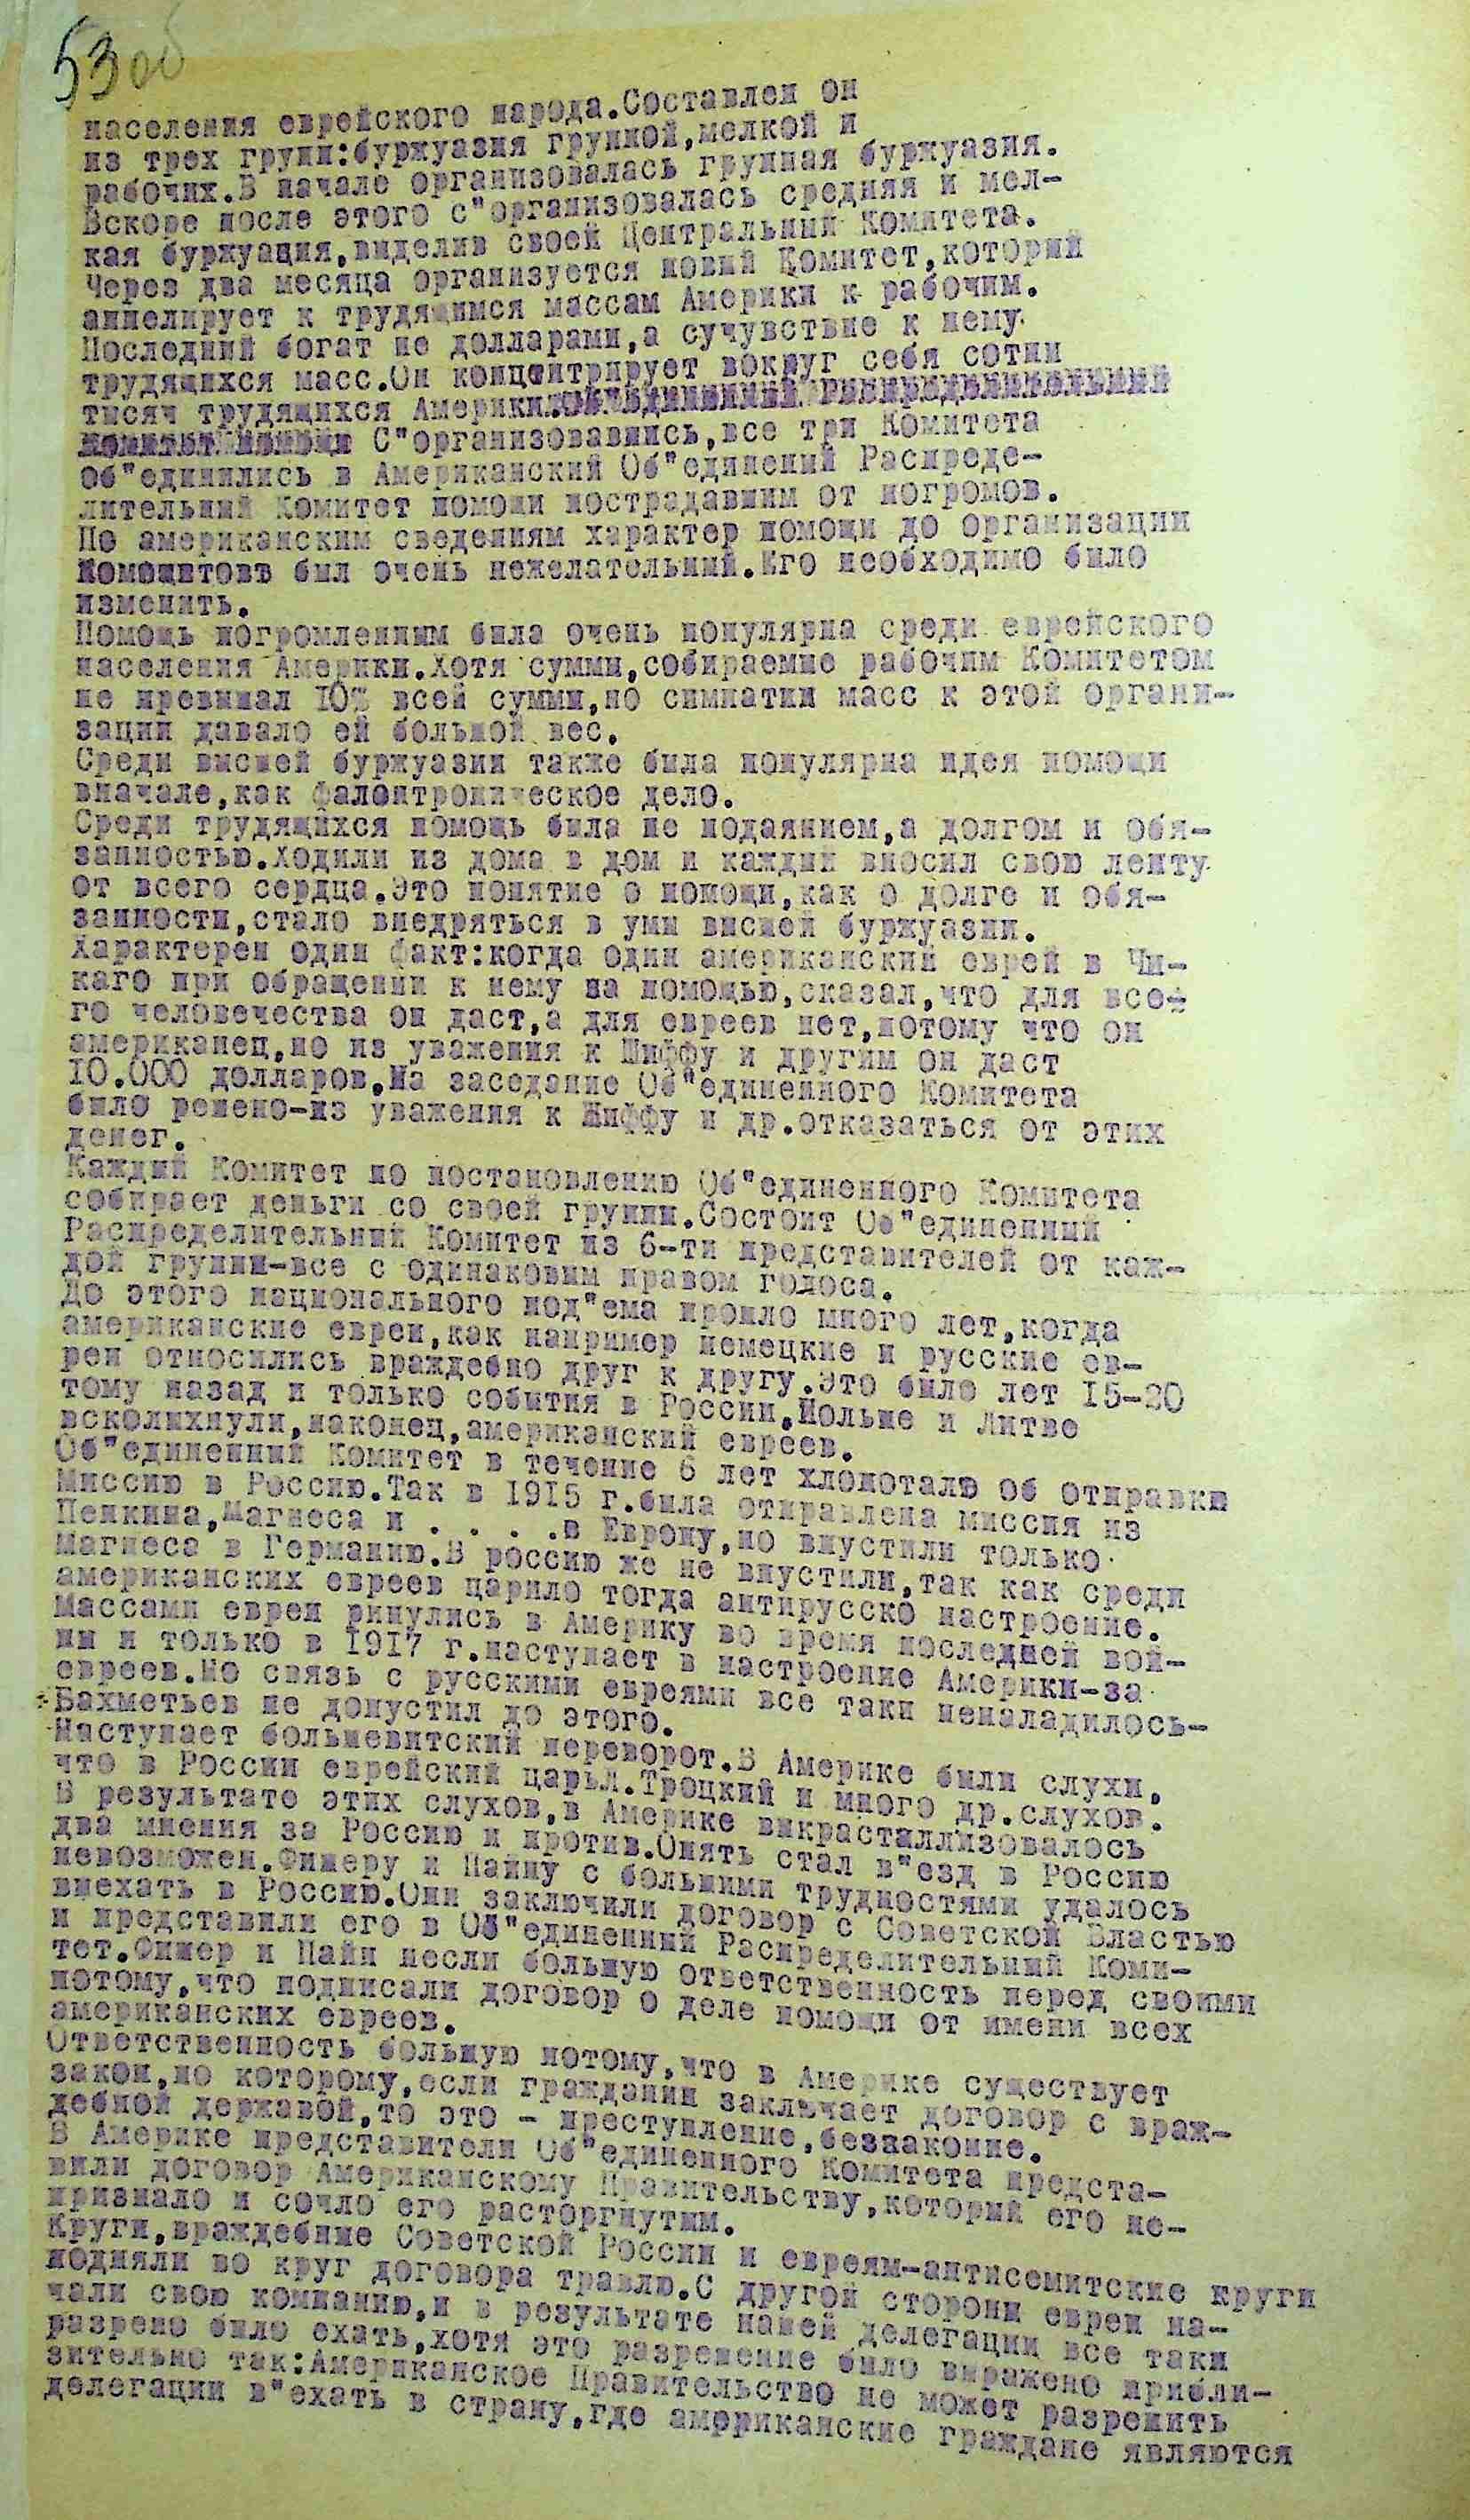 53 об
населения еврейского народа.Составлен он
из трех групп:буржуазия групной,мелкой и
рабочих.В начале организовалась групная буржуазия.
Вскоре после этого с"организовалась средняя и мел-
кая буржуация,виделив своей Центральний Комитета.
Через два месяца организуется новий Комитет,которий
аппелирует к трудящимся массам Америки к рабочим.
Последний богат не долларами,а сучувствие к нему
трудящихся масс.Он концентрирует вокруг себя сотни
тисяч трудящихся Америки.
С"организовавшись,все три Комитета
Об"единились в Американский Об"единений Распреде-
лительний Комитет помощи пострадавшим от погромов.
По американским сведениям характер помощи до организации
Комоцитовв бил очень нежелательний.Его необходимо било
изменить.
Помощь погромленним била очень популярна среди еврейского
населения Америки.Хотя сумми,собираемие рабочим Комитетом
не превишал 10% всей сумми,но симпатии масс к этой органи-
зации давало ей большой вес.
Среди висшей буржуазии также била популярна идея помощи
вначале,как фалантропическое дело.
Среди трудящихся помощь била не подаянием,а долгом и обя-
занностью.Ходили из дома в дом и каждий вносил свою лепту
от всего сердца.Это понятие о помощи,как о долге и обя-
занности,стало внедряться в уми висшей буржуазии.
Характерен один факт:когда один американский еврей в Чи-
каго при обращении к нему за помощью,сказал,что для все-
го человечества он даст,а для евреев нет,потому что он
американец,но из уважения к Шиффу и другим он даст
10.000 долларов.На заседание Об"единенного Комитета
било решено-из уважения к Шиффу и др.отказаться от этих
денег.
Каждий Комитет по постановлению Об"единенного Комитета
собирает деньги со своей группи.Состоит Об"единенний
Распределительний Комитет из 6-ти представителей от каж-
дой группи-все с одинаковим правом голоса.
До этого национального под"ема прошло много лет,когда
американские евреи,как например немецкие и русские ев-
реи относились враждебно друг к другу.Это било лет 15-20
тому назад и только собития в России,Польше и Литве
всколихнули,наконец,американский евреев.
Об"единенний Комитет в течение 6 лет хлопотало об отправки
Миссию в Россию.Так в 1915 г.била отправлена миссия из
Пенкина,Магнеса и . . . .в Европу,но впустили только
Магнеса в Германию.В россию же не впустили,так как среди
американских евреев царило тогда антирусско настроение.
Массами евреи ринулись в Америку во время последней вой-
ни и только в 1917 г.наступает в настроение Америки-за
евреев.Но связь с русскими евреями все таки неналадилось-
Бахметьев не допустил до этого.
Наступает большевитский переворот.В Америке били слухи,
что в России еврейский царьЛ.Троцкий и много др.слухов.
В результате этих слухов,в Америке викрасталлизовалось
два мнения за Россию и против.Опять стал в"езд в Россию
невозможен.Фишеру и Пайну с большими трудностями удалось
виехать в Россию.Они заключили договор с Советской Властью
и представили его в Об"единенний Распределительний Коми-
тет.Фишер и Пайн несли большую ответственность перед своими
потому,что подписали договор о деле помощи от имени всех
американских евреев.
Ответственность большую потому,что в Америке существует
закон,по которому,если гражданин заключает договор с враж-
дебной державой,то это - преступление,беззаконие.
В Америке представители Об"единенного Комитета предста-
вили договор Американскому Правительству,которий его не-
признало и сочло его расторгнутим.
Круги,враждебние Советской России и евреям-антисемитские круги
подняли во круг договора травлю.С другой сторони евреи на-
чали свою компанию,и в результате нашей делегации все таки
разрено било ехать,хотя это разрешение било виражено прибли-
зительно так:Американское Правительство не может разрешить
делегации в"ехать в страну,где американские граждане являются